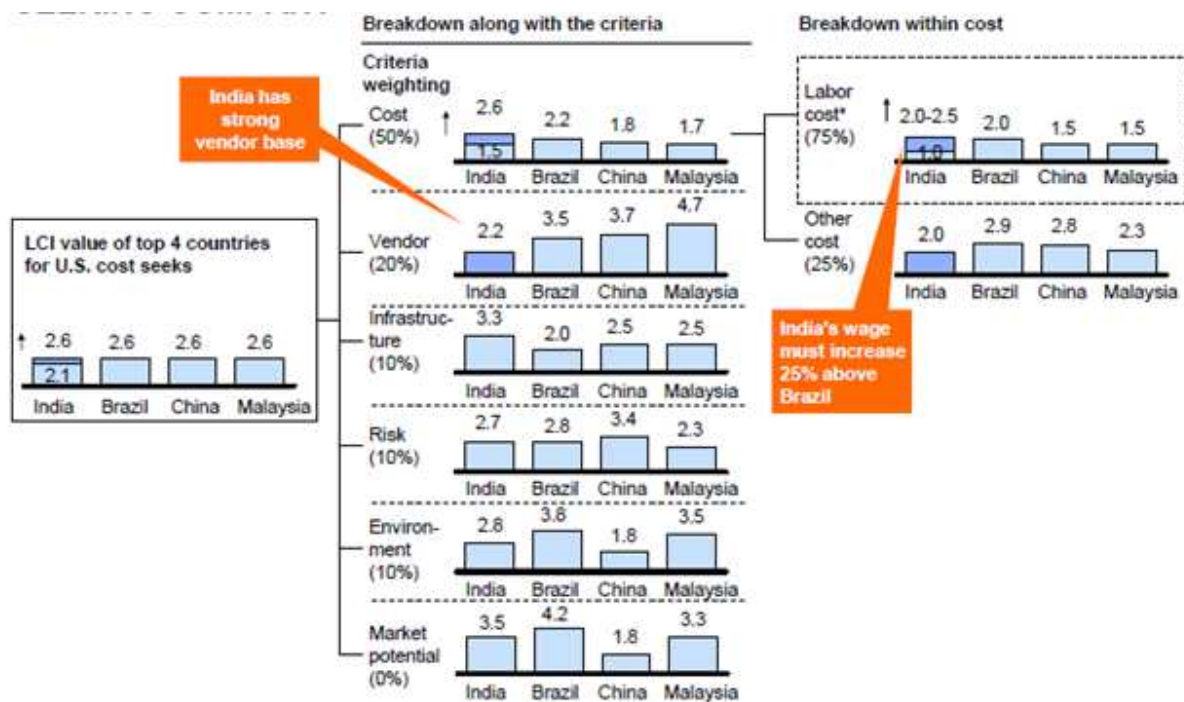 Breakdown along with the criteria
Breakdown within cost
Criteria
weighting
India has
strong
vendor base
Cost
(50%)
2.6 2.2 1.8 1.7
1.5
India Brazil China Malaysia
Labor
cost*
(75%)
2.0-2.5 2.0 1.5 1.5
1.0
India Brazil China Malaysia
Vendor
(20%)
2.2 3.5 3.7 4.7
India Brazil China Malaysia
Other
cost
(25%)
2.0 2.9 2.8 2.3
India Brazil China Malaysia
LCI value of top 4 countries
for U.S. cost seeks
2.6 2.6 2.6 2.6
2.1
India Brazil China Malaysia
Infrastruc-
ture
(10%)
3.3 2.0 2.5 2.5
India Brazil China Malaysia
India's wage
must increase
25% above
Brazil
Risk
(10%)
2.7 2.8 3.4 2.3
India Brazil China Malaysia
Environ-
ment
(10%)
2.8 3.8 1.8 3.5
India Brazil China Malaysia
Market
potential
(0%)
3.5 4.2 1.8 3.3
India Brazil China Malaysia